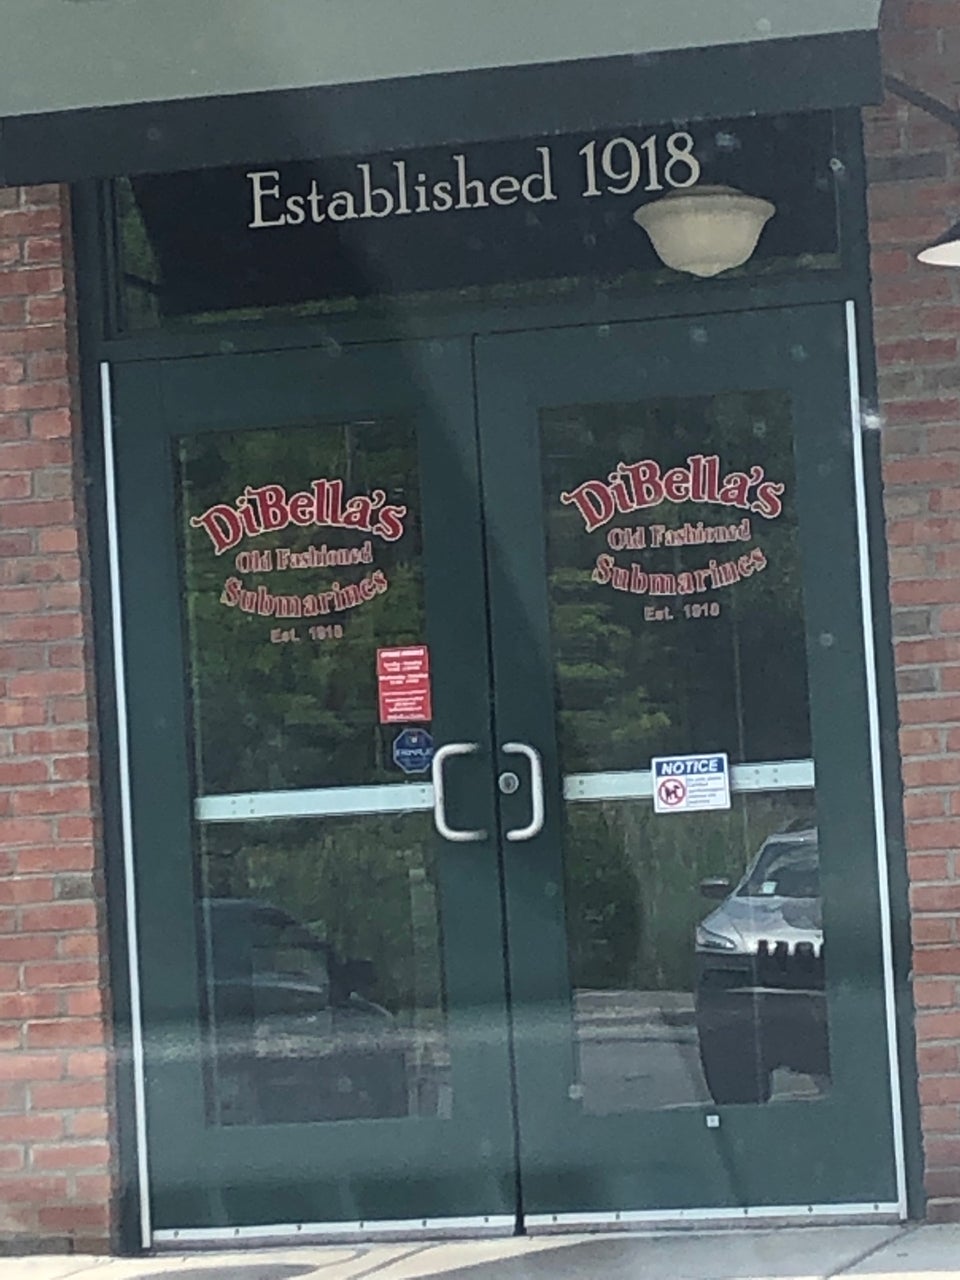 Established 1918
DiBella's
Old Fashioned
Submarines
Est. 1918
DiBella's
Old Fashioned
Submarines
Est. 1918
NOTICE